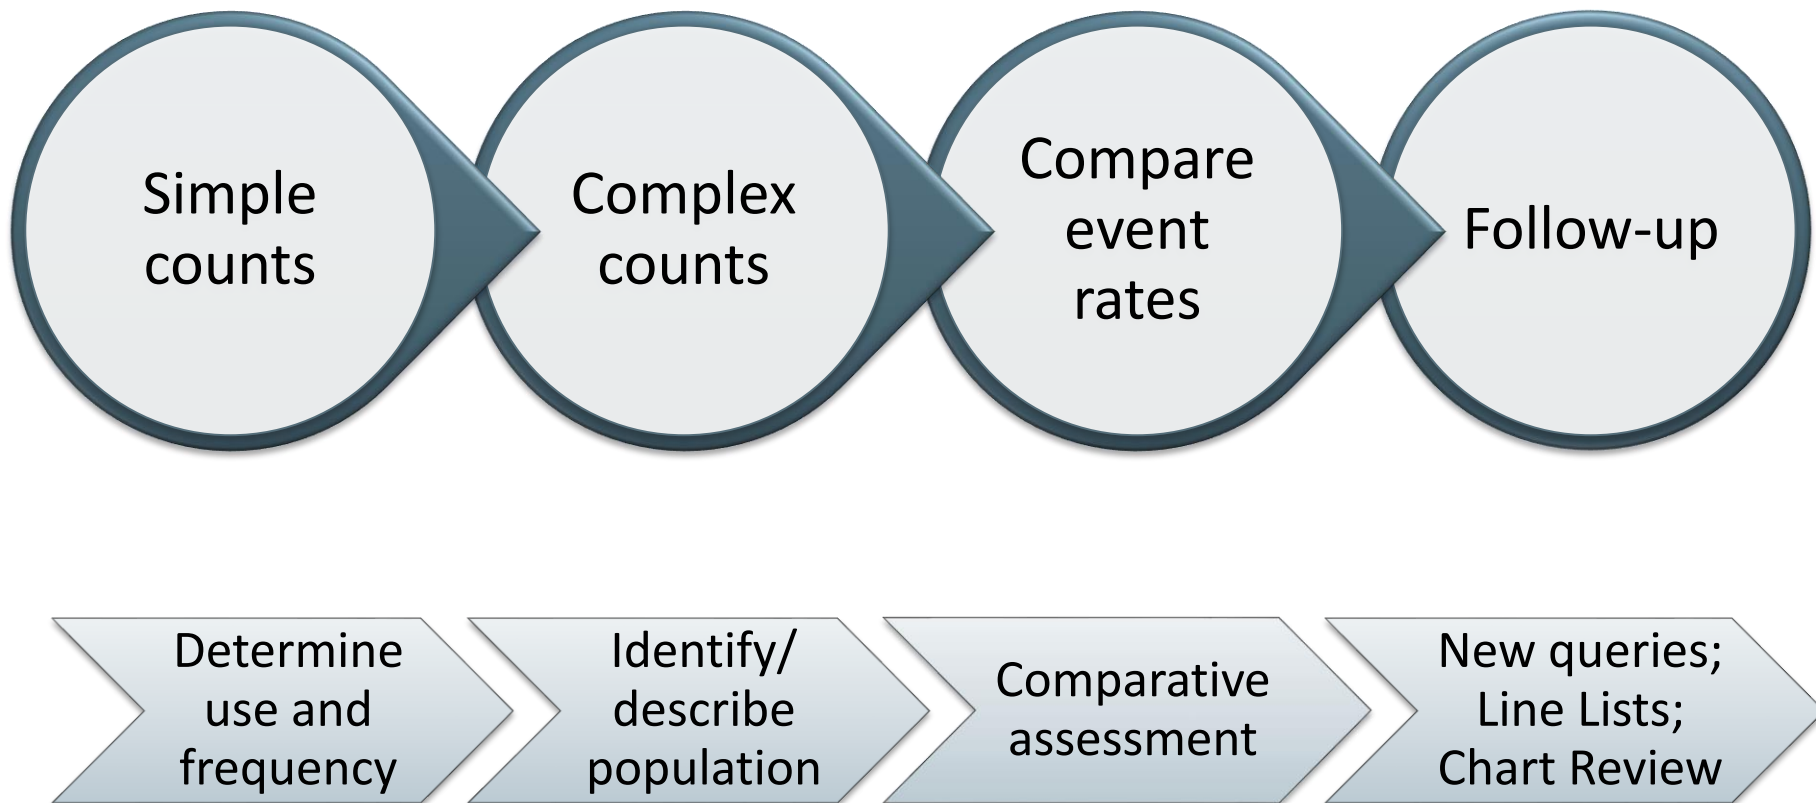 Simple
counts
Complex
counts
Compare
event
rates
Follow-up
Determine
use and
frequency
Identify/
describe
population
Comparative
assessment
New queries;
Line Lists;
Chart Review